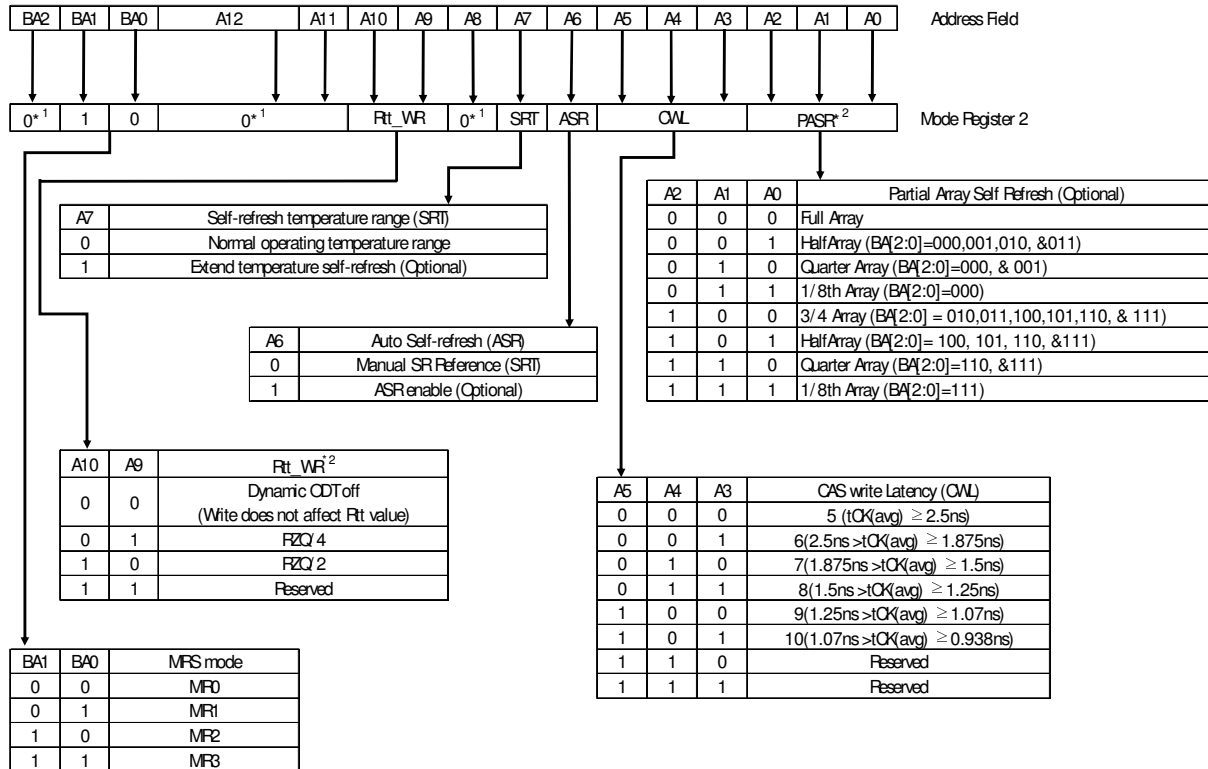 BA2 BA1 BA0 A12 A11 A10 A9 A8 A7 A6 A5 A4 A3 A2 A1 A0 Address Field
0*1 1 0 0*1 Rtt_WR 0*1 SRT ASR CWL PASR*2 Mode Register 2
A7 Self-refresh temperature range (SRT)
0 Normal operating temperature range
1 Extend temperature self-refresh (Optional)
A2 A1 A0 Partial Array Self Refresh (Optional)
0 0 0 Full Array
0 0 1 HalfArray (BA[2:0]=000,001,010, &011)
0 1 0 Quarter Array (BA[2:0]=000, & 001)
0 1 1 1/8th Array (BA[2:0]=000)
1 0 0 3/4 Array (BA[2:0] = 010,011,100,101,110, & 111)
1 0 1 HalfArray (BA[2:0]= 100, 101, 110, &111)
1 1 0 Quarter Array (BA[2:0]=110, &111)
1 1 1 1/8th Array (BA[2:0]=111)
A6 Auto Self-refresh (ASR)
0 Manual SR Reference (SRT)
1 ASR enable (Optional)
A10 A9 Rtt_WR*2
0 0 Dynamic ODT off
(Write does not affect Rtt value)
0 1 RZQ/4
1 0 RZQ/2
1 1 Reserved
A5 A4 A3 CAS write Latency (CWL)
0 0 0 5 (tCK(avg) ≥ 2.5ns)
0 0 1 6(2.5ns >tCK(avg) ≥ 1.875ns)
0 1 0 7(1.875ns >tCK(avg) ≥ 1.5ns)
0 1 1 8(1.5ns >tCK(avg) ≥ 1.25ns)
1 0 0 9(1.25ns >tCK(avg) ≥ 1.07ns)
1 0 1 10(1.07ns >tCK(avg) ≥ 0.938ns)
1 1 0 Reserved
1 1 1 Reserved
BA1 BA0 MRS mode
0 0 MR0
0 1 MR1
1 0 MR2
1 1 MR3